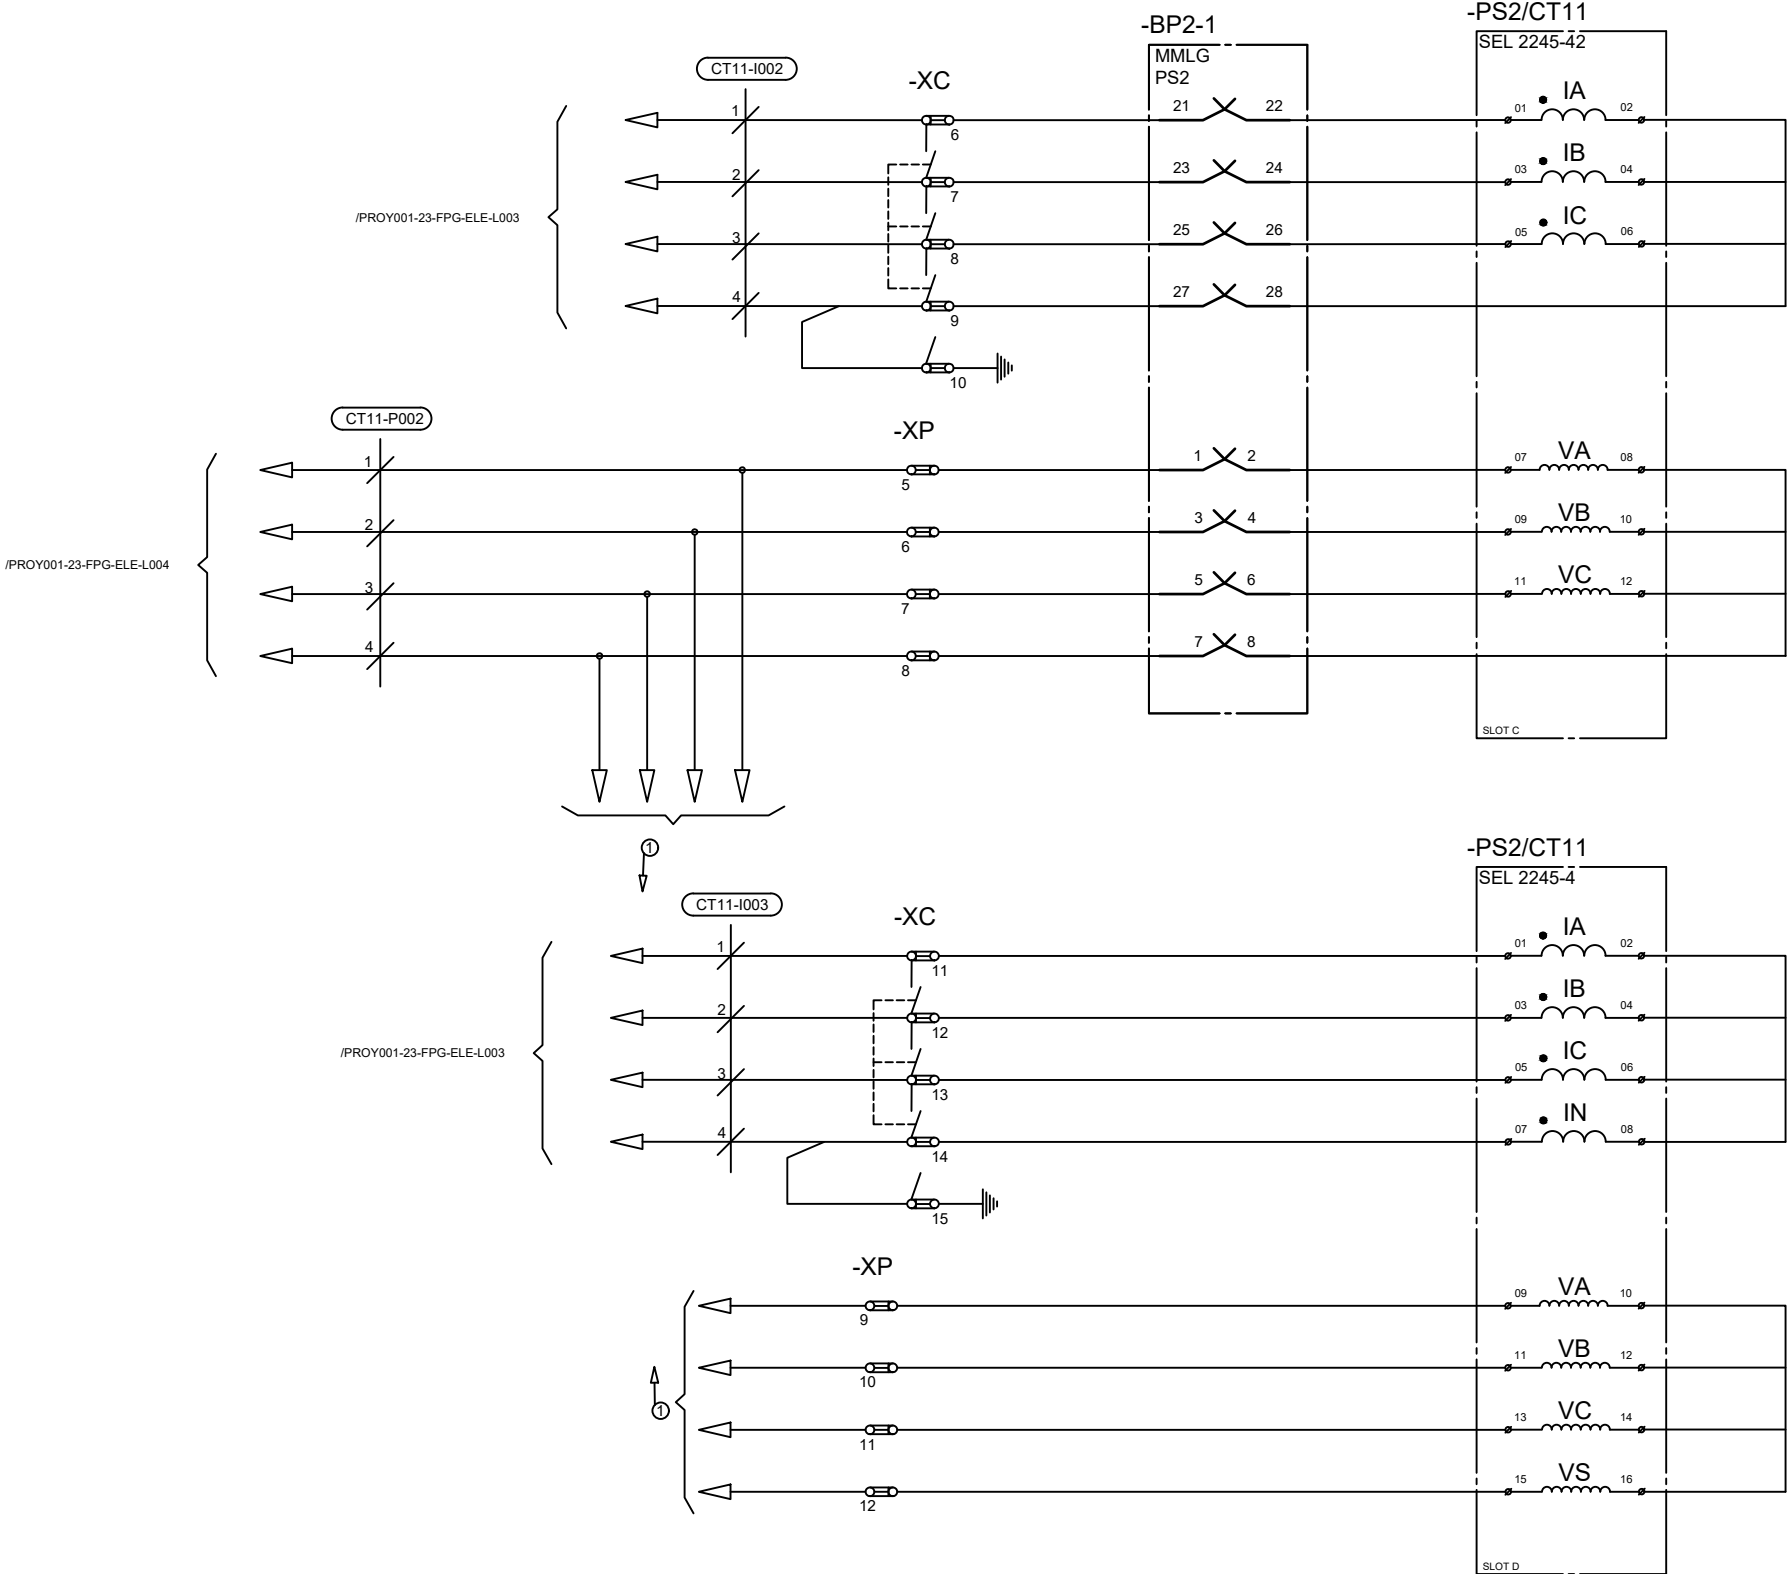 -PS2/CT11
-BP2-1
SEL 2245-42
MMLG
PS2
CT11-I002
-XC
1 6 21 22 01 IA 02
2 7 23 24 03 IB 04
/PROY001-23-FPG-ELE-L003
3 8 25 26 05 IC 06
4 9 27 28
10
CT11-P002
-XP
1 5 1 2 07 VA 08
2 6 3 4 09 VB 10
/PROY001-23-FPG-ELE-L004
3 7 5 6 11 VC 12
4 8 7 8
SLOT C
1
-PS2/CT11
SEL 2245-4
CT11-I003
-XC
1 11 01 IA 02
2 12 03 IB 04
/PROY001-23-FPG-ELE-L003
3 13 05 IC 06
4 14 07 IN 08
15
-XP
9 09 VA 10
10 11 VB 12
1
11 13 VC 14
12 15 VS 16
SLOT D